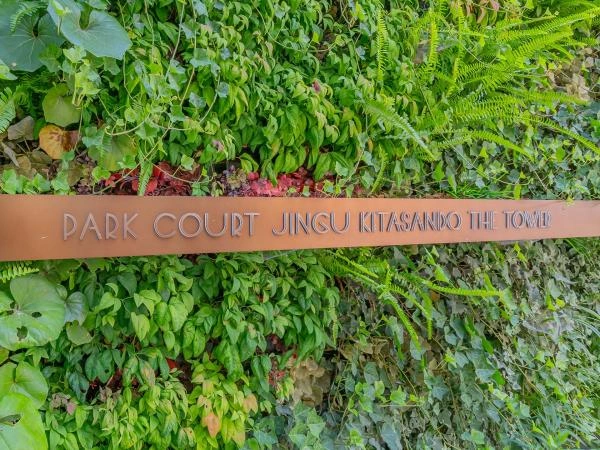 PARK COURT JINGU KITASANDO THE TOWER